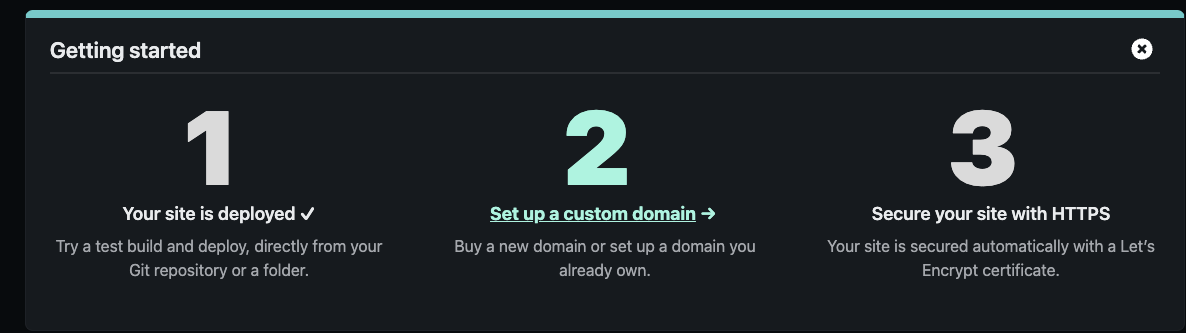 Getting started
1
Your site is deployed ✓
Try a test build and deploy, directly from your
Git repository or a folder.
2
Set up a custom domain →
Buy a new domain or set up a domain you
already own.
3
Secure your site with HTTPS
Your site is secured automatically with a Let’s
Encrypt certificate.